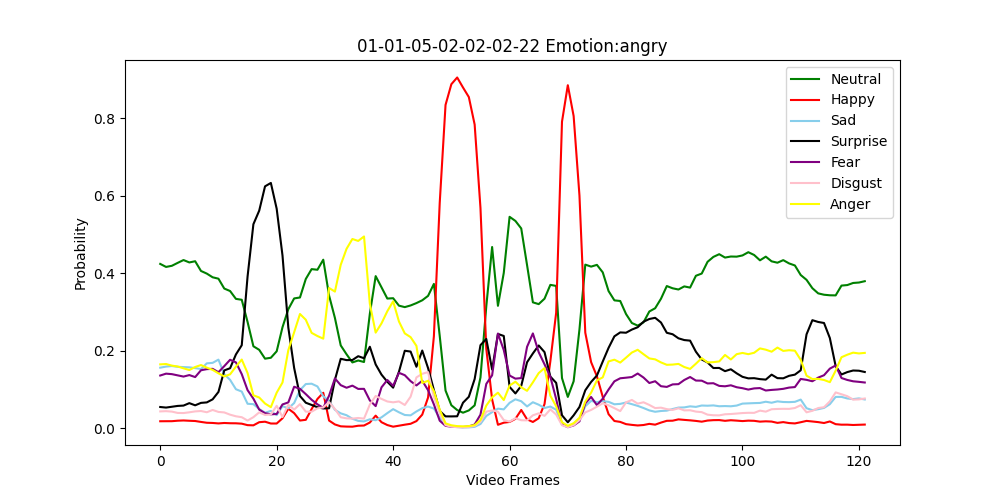 01-01-05-02-02-02-22 Emotion:angry
Probability
0.8
0.6
0.4
0.2
0.0
0 20 40 60 80 100 120
Video Frames
Neutral
Happy
Sad
Surprise
Fear
Disgust
Anger